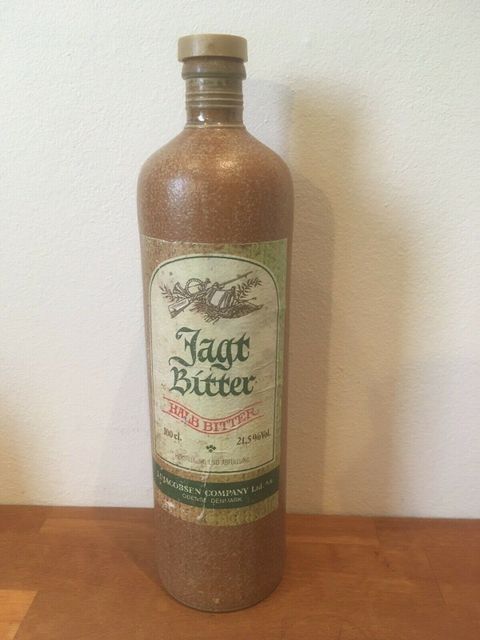 Jagt
Bitter
HALB BITTER
100 cl.
21,5 %Vol.
JACOBSEN COMPANY Ltd. A/S
ODENSE DENMARK